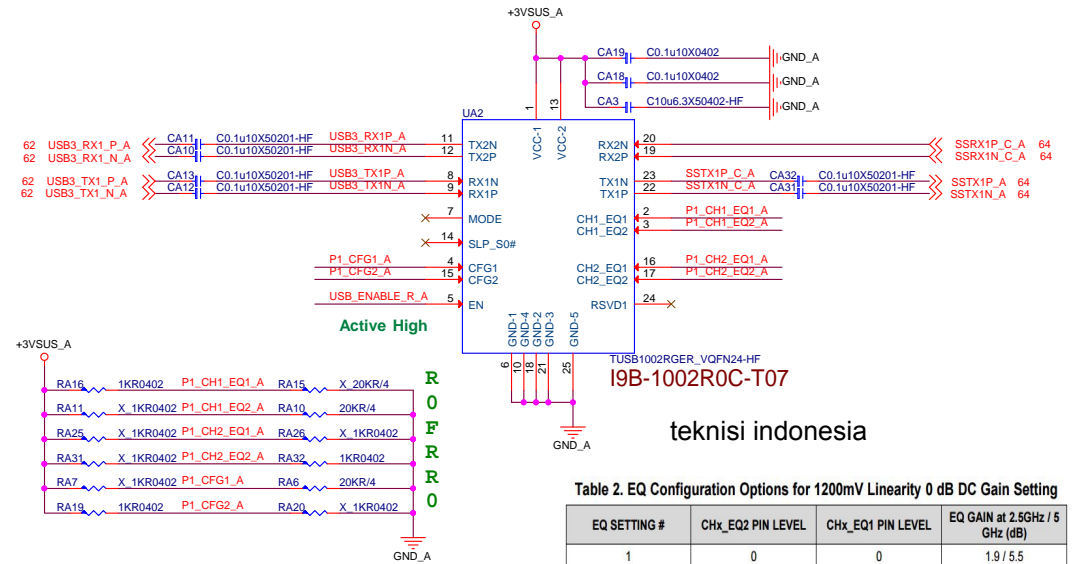 +3VSUS_A
CA19 C0.1u10X0402 GND_A
CA18 C0.1u10X0402 GND_A
CA3 C10u6.3X50402-HF GND_A
UA2
1 13
VCC-1 VCC-2
62 USB3_RX1_P_A CA11 C0.1u10X50201-HF USB3_RX1P_A 11 TX2N RX2N 20 SSRX1P_C_A 64
62 USB3_RX1_N_A CA10 C0.1u10X50201-HF USB3_RX1N_A 12 TX2P RX2P 19 SSRX1N_C_A 64
62 USB3_TX1_P_A CA13 C0.1u10X50201-HF USB3_TX1P_A 8 RX1N TX1N 23 SSTX1P_C_A CA32 C0.1u10X50201-HF SSTX1P_A 64
62 USB3_TX1_N_A CA12 C0.1u10X50201-HF USB3_TX1N_A 9 RX1P TX1P 22 SSTX1N_C_A CA31 C0.1u10X50201-HF SSTX1N_A 64
7 MODE CH1_EQ1 2 P1_CH1_EQ1_A
CH1_EQ2 3 P1_CH1_EQ2_A
14 SLP_S0#
P1_CFG1_A 4 CFG1 CH2_EQ1 16 P1_CH2_EQ1_A
P1_CFG2_A 15 CFG2 CH2_EQ2 17 P1_CH2_EQ2_A
USB_ENABLE_R_A 5 EN RSVD1 24
Active High
GND-1 GND-4 GND-2 GND-3 GND-5
6 10 18 21 25
TUSB1002RGER_VQFN24-HF
I9B-1002R0C-T07
GND_A
teknisi indonesia
+3VSUS_A
RA16 1KR0402 P1_CH1_EQ1_A RA15 X_20KR/4 R
RA11 X_1KR0402 P1_CH1_EQ2_A RA10 20KR/4 0
RA25 X_1KR0402 P1_CH2_EQ1_A RA26 X_1KR0402 F
RA31 X_1KR0402 P1_CH2_EQ2_A RA32 1KR0402 R
RA7 X_1KR0402 P1_CFG1_A RA6 20KR/4 R
RA19 1KR0402 P1_CFG2_A RA20 X_1KR0402 0
GND_A
Table 2. EQ Configuration Options for 1200mV Linearity 0 dB DC Gain Setting
EQ SETTING # CHx_EQ2 PIN LEVEL CHx_EQ1 PIN LEVEL EQ GAIN at 2.5GHz / 5 GHz (dB)
1 0 0 1.9 / 5.5